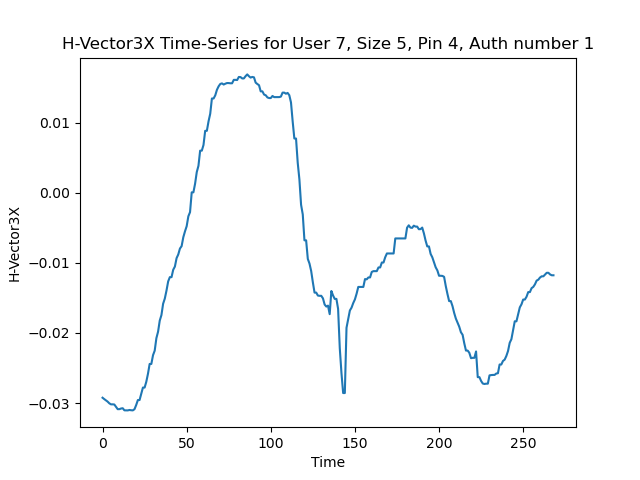 H-Vector3X Time-Series for User 7, Size 5, Pin 4, Auth number 1
H-Vector3X
0.01
0.00
−0.01
−0.02
−0.03
0 50 100 150 200 250
Time